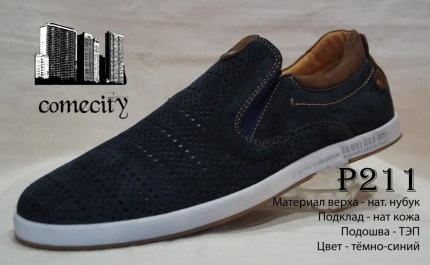 comecity
P211
Материал верха - нат. нубук
Подклад - нат кожа
Подошва - ТЭП
Цвет - тёмно-синий